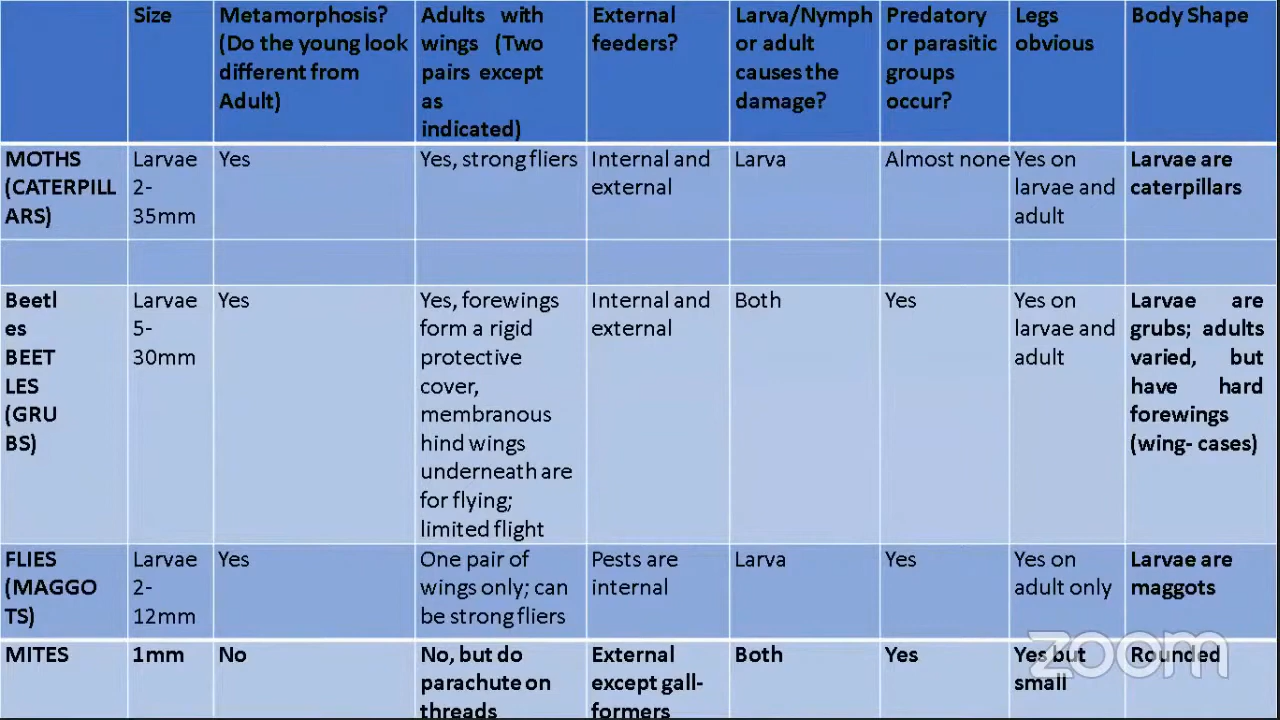 Size
Metamorphosis?
(Do the young look
different from
Adult)
Adults with
wings (Two
pairs except
as
indicated)
External
feeders?
Larva/Nymph
or adult
causes the
damage?
Predatory
or parasitic
groups
occur?
Legs
obvious
Body Shape
MOTHS
(CATERPILL
ARS)
Larvae
2-
35mm
Yes
Yes, strong fliers
Internal and
external
Larva
Almost none
Yes on
larvae and
adult
Larvae are
caterpillars
Beetl
es
BEET
LES
(GRU
BS)
Larvae
5-
30mm
Yes
Yes, forewings
form a rigid
protective
cover,
membranous
hind wings
underneath are
for flying;
limited flight
Internal and
external
Both
Yes
Yes on
larvae and
adult
Larvae are
grubs; adults
varied, but
have hard
forewings
(wing- cases)
FLIES
(MAGGO
TS)
Larvae
2-
12mm
Yes
One pair of
wings only; can
be strong fliers
Pests are
internal
Larva
Yes
Yes on
adult only
Larvae are
maggots
MITES
1mm
No
No, but do
parachute on
threads
External
except gall-
formers
Both
Yes
Yes but
small
Rounded
zoom